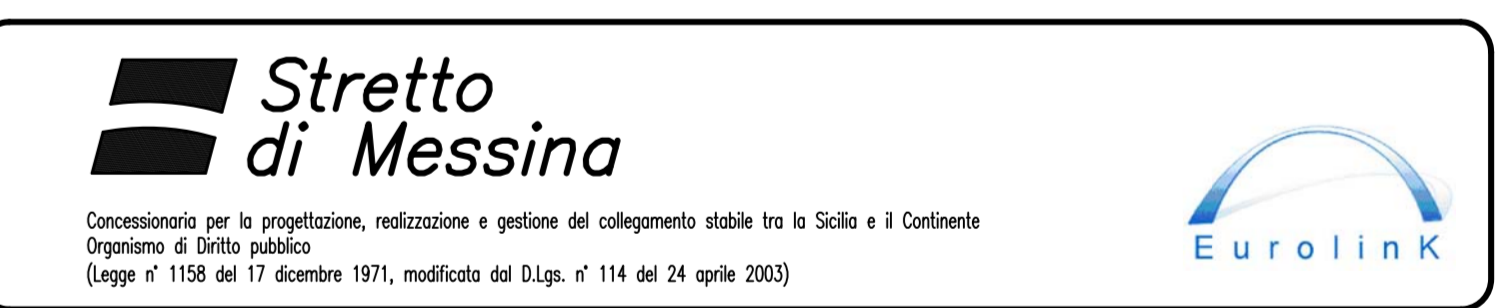 Stretto
di Messina
Concessionaria per la progettazione, realizzazione e gestione del collegamento stabile tra la Sicilia e il Continente
Organismo di Diritto pubblico
(Legge n° 1158 del 17 dicembre 1971, modificata dal D.Lgs. n° 114 del 24 aprile 2003)
EurolinK